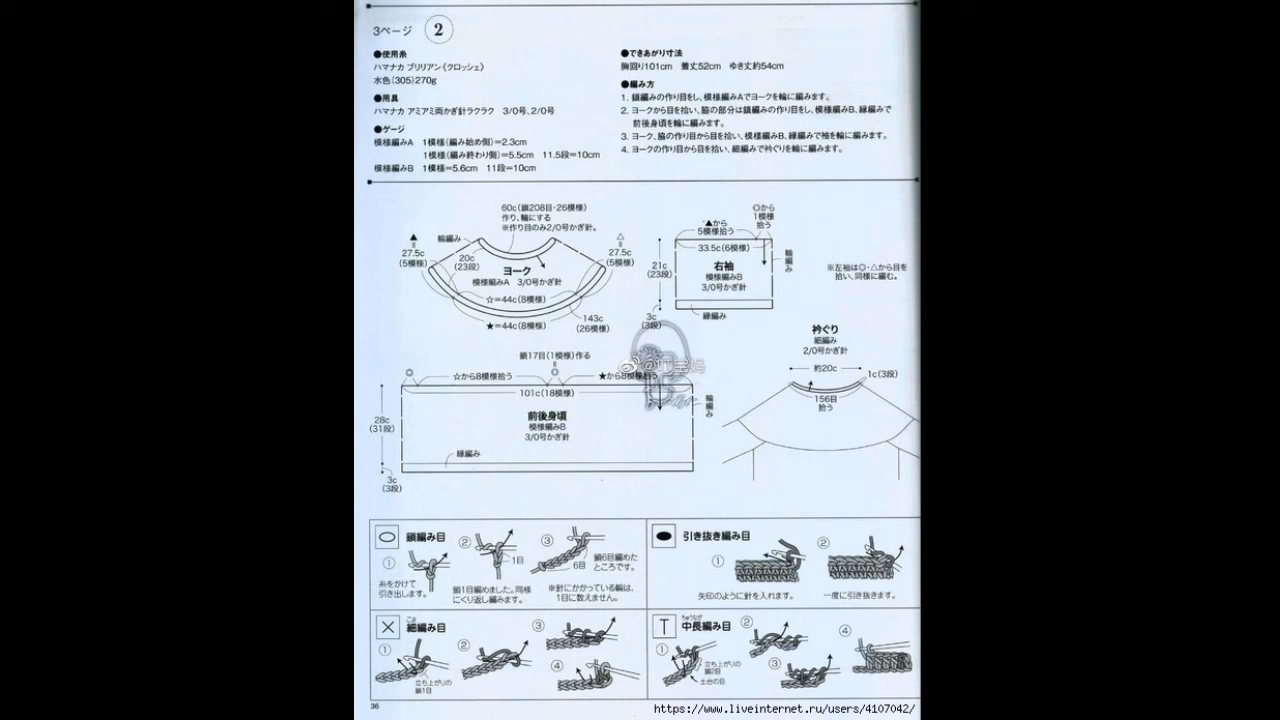 3ページ ②
●使用糸
ハマナカ ブリリアン《クロッシェ》
水色(305)270g
●用具
ハマナカ アミアミ両かぎ針ラクラク 3/0号、2/0号
●ゲージ
模様編みA 1模様(編み始め側)=2.3cm
1模様(編み終わり側)=5.5cm 11.5段=10cm
模様編みB 1模様=5.6cm 11段=10cm
●できあがり寸法
胸回り101cm 着丈52cm ゆき丈約54cm
●編み方
1. 鎖編みの作り目をし、模様編みAでヨークを輪に編みます。
2. ヨークから目を拾い、脇の部分は鎖編みの作り目をし、模様編みB、縁編みで
前後身頃を輪に編みます。
3. ヨーク、脇の作り目から目を拾い、模様編みB、縁編みで袖を輪に編みます。
4. ヨークの作り目から目を拾い、細編みで衿ぐりを輪に編みます。
60c(鎖208目・26模様)
作り、輪にする
※作り目のみ2/0号かぎ針。
輪編み
▲
=
27.5c
(5模様)
20c
(23段)
ヨーク
模様編みA 3/0号かぎ針
△
=
27.5c
(5模様)
☆=44c(8模様)
★=44c(8模様)
143c
(26模様)
◎から
1模様
拾う
▲から
5模様拾う
33.5c(6模様)
21c
(23段)
右袖
模様編みB
3/0号かぎ針
輪編み
3c
(3段)
縁編み
※左袖は◎・△から目を
拾い、同様に編む。
鎖17目(1模様)作る
=
◎
◎
☆から8模様拾う
★から8模様拾う
101c(18模様)
28c
(31段)
前後身頃
模様編みB
3/0号かぎ針
輪編み
縁編み
3c
(3段)
衿ぐり
細編み
2/0号かぎ針
約20c
1c(3段)
156目
拾う
鎖編み目
①
糸をかけて
引き出します。
②
1目
鎖1目編めました。同様
にくり返し編みます。
③
6目
鎖6目編めた
ところです。
※針にかかっている輪は、
1目に数えません。
引き抜き編み目
①
矢印のように針を入れます。
②
一度に引き抜きます。
こま
細編み目
①
立ち上がりの
鎖1目
②
③
④
ちゅうなが
中長編み目
①
立ち上がりの
鎖2目
土台の目
②
③
④
36
https://www.liveinternet.ru/users/4107042/